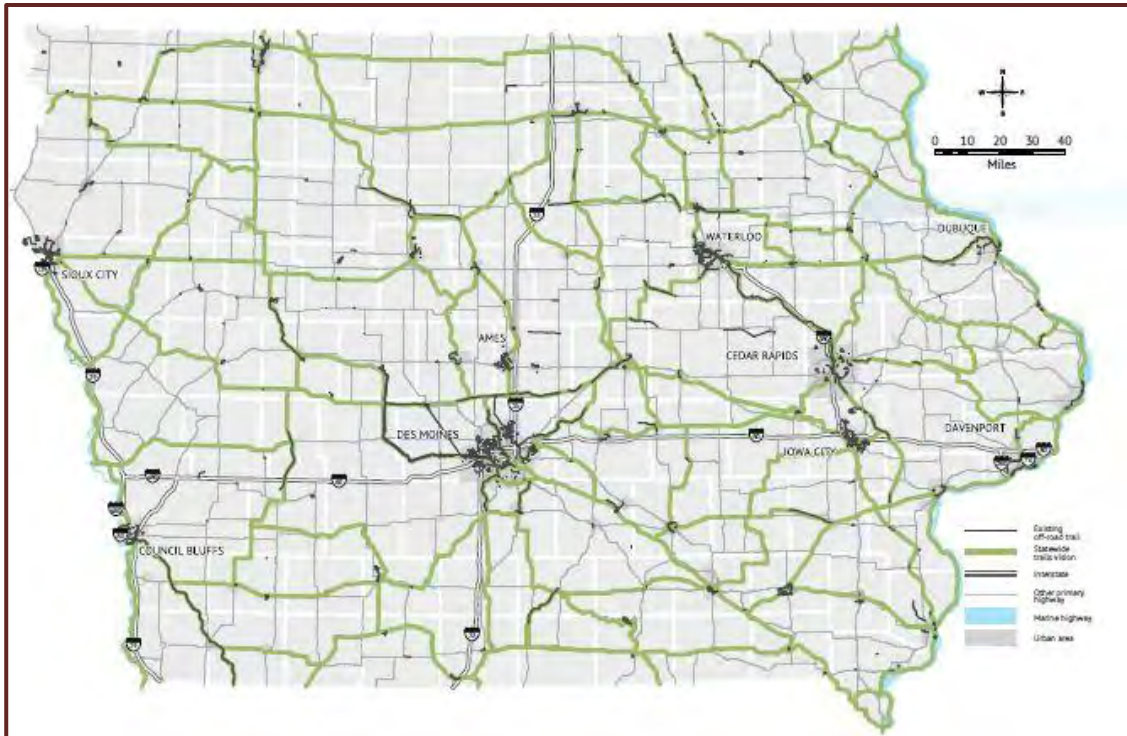 N
W
S
0 10 20 30 40
Miles
DUBUQUE
WATERLOO
SIOUX CITY
AMES
CEDAR RAPIDS
DES MOINES
DAVENPORT
IOWA CITY
COUNCIL BLUFFS
Existing
off-road trail
Statewide
trails vision
Interstate
Other primary
highway
Marine highway
Urban area